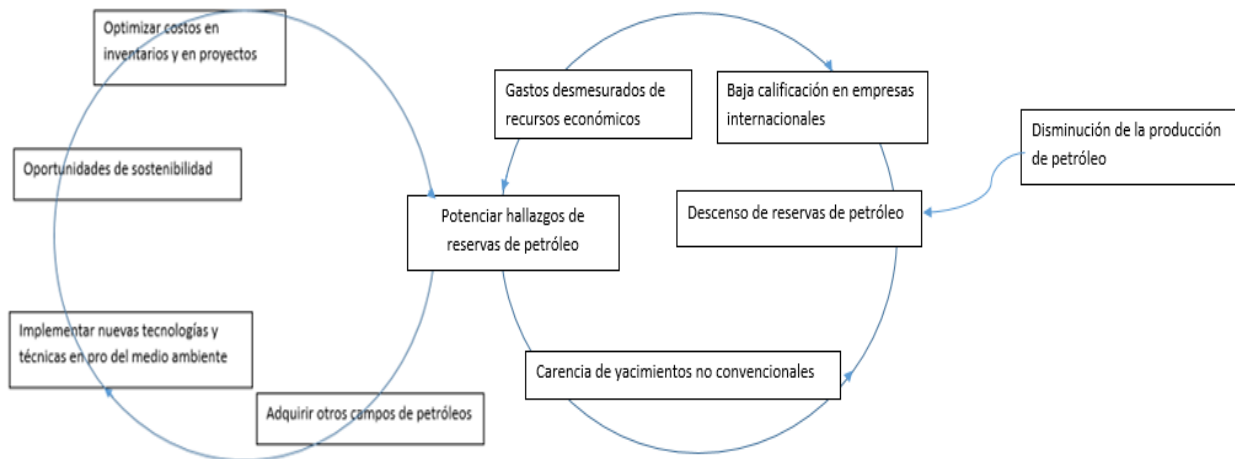 Optimizar costos en
inventarios y en proyectos
Gastos desmesurados de
recursos económicos
Baja calificación en empresas
internacionales
Disminución de la producción
de petróleo
Oportunidades de sostenibilidad
Potenciar hallazgos de
reservas de petróleo
Descenso de reservas de petróleo
Implementar nuevas tecnologías y
técnicas en pro del medio ambiente
Carencia de yacimientos no convencionales
Adquirir otros campos de petróleos